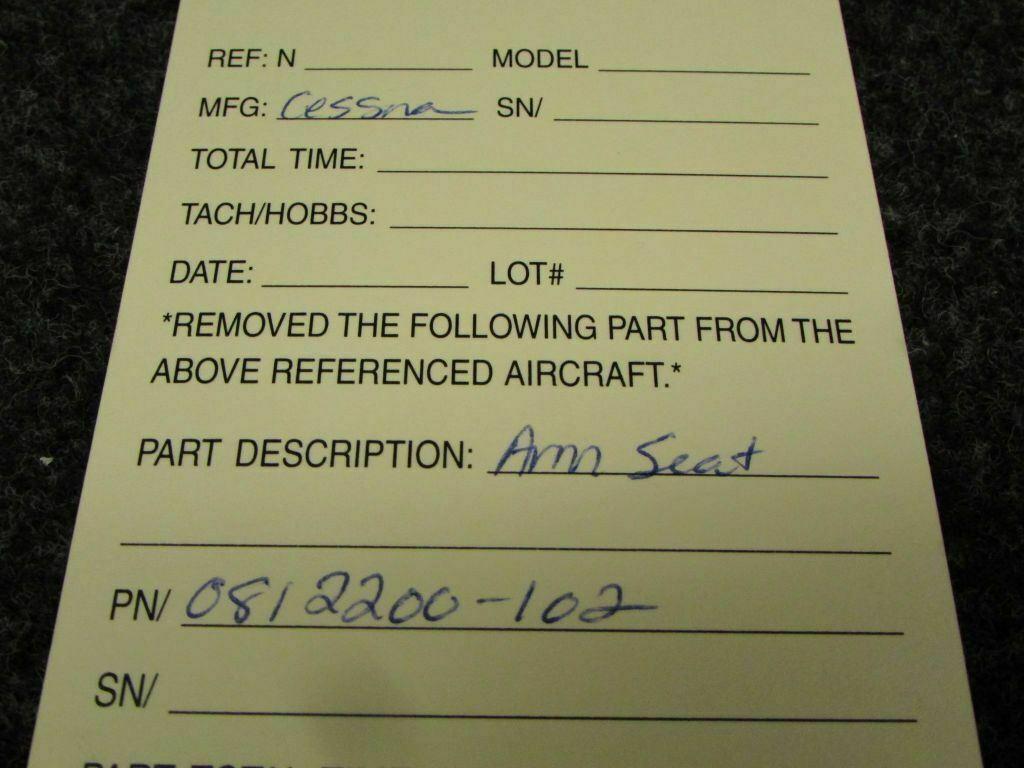 REF: N MODEL
MFG: Cessna SN/
TOTAL TIME:
TACH/HOBBS:
DATE: LOT#
*REMOVED THE FOLLOWING PART FROM THE
ABOVE REFERENCED AIRCRAFT.*
PART DESCRIPTION: Arm Seat
PN/ 0812200-102
SN/